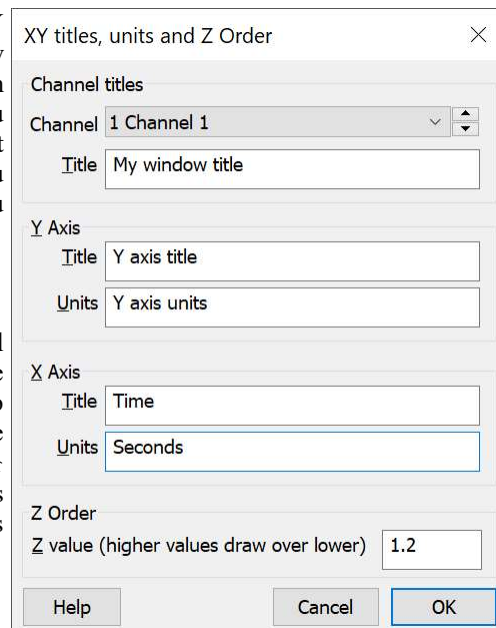 XY titles, units and Z Order
Channel titles
Channel 1 Channel 1
Title My window title
Y Axis
Title Y axis title
Units Y axis units
X Axis
Title Time
Units Seconds
Z Order
Z value (higher values draw over lower) 1.2
Help Cancel OK